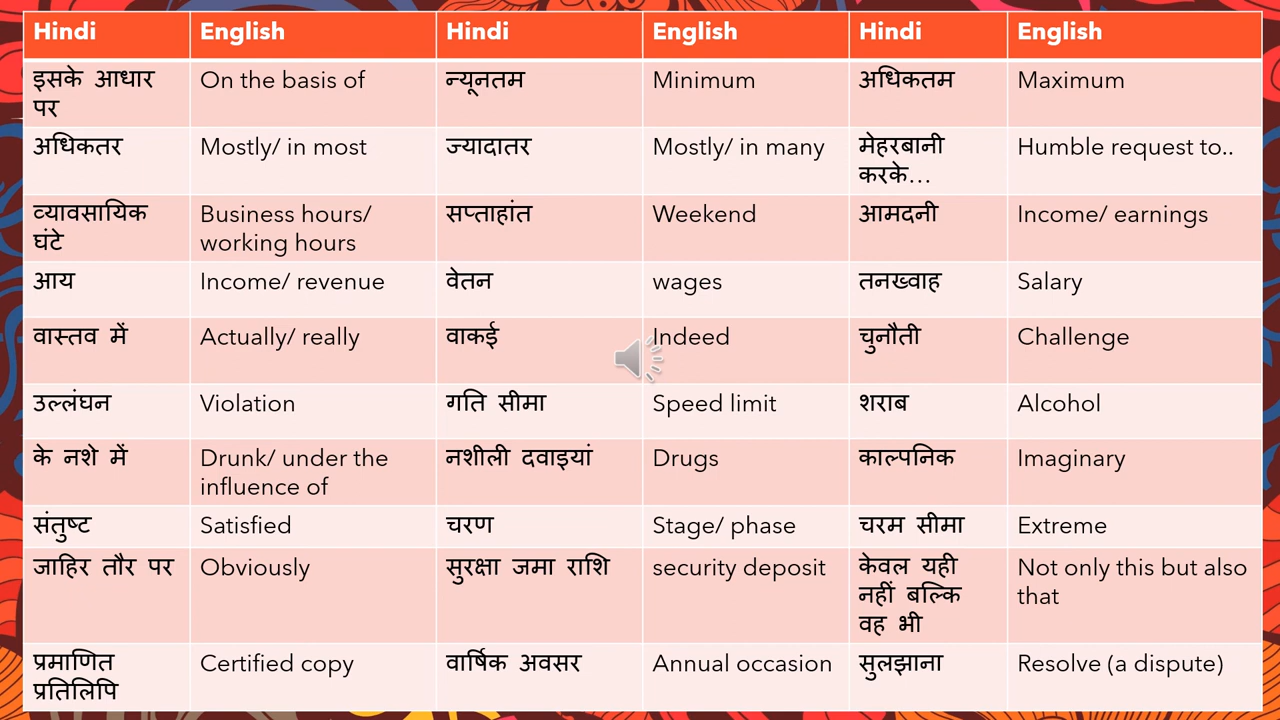 Hindi English Hindi English Hindi English
इसके आधार On the basis of न्यूनतम Minimum अधिकतम Maximum
पर
अधिकतर Mostly/ in most ज्यादातर Mostly/ in many मेहरबानी Humble request to..
करके...
व्यावसायिक Business hours/ सप्ताहांत Weekend आमदनी Income/ earnings
घंटे working hours
आय Income/ revenue वेतन wages तनख्वाह Salary
वास्तव में Actually/ really वाकई Indeed चुनौती Challenge
उल्लंघन Violation गति सीमा Speed limit शराब Alcohol
के नशे में Drunk/ under the नशीली दवाइयां Drugs काल्पनिक Imaginary
influence of
संतुष्ट Satisfied चरण Stage/ phase चरम सीमा Extreme
जाहिर तौर पर Obviously सुरक्षा जमा राशि security deposit केवल यही Not only this but also
नहीं बल्कि that
वह भी
प्रमाणित Certified copy वार्षिक अवसर Annual occasion सुलझाना Resolve (a dispute)
प्रतिलिपि